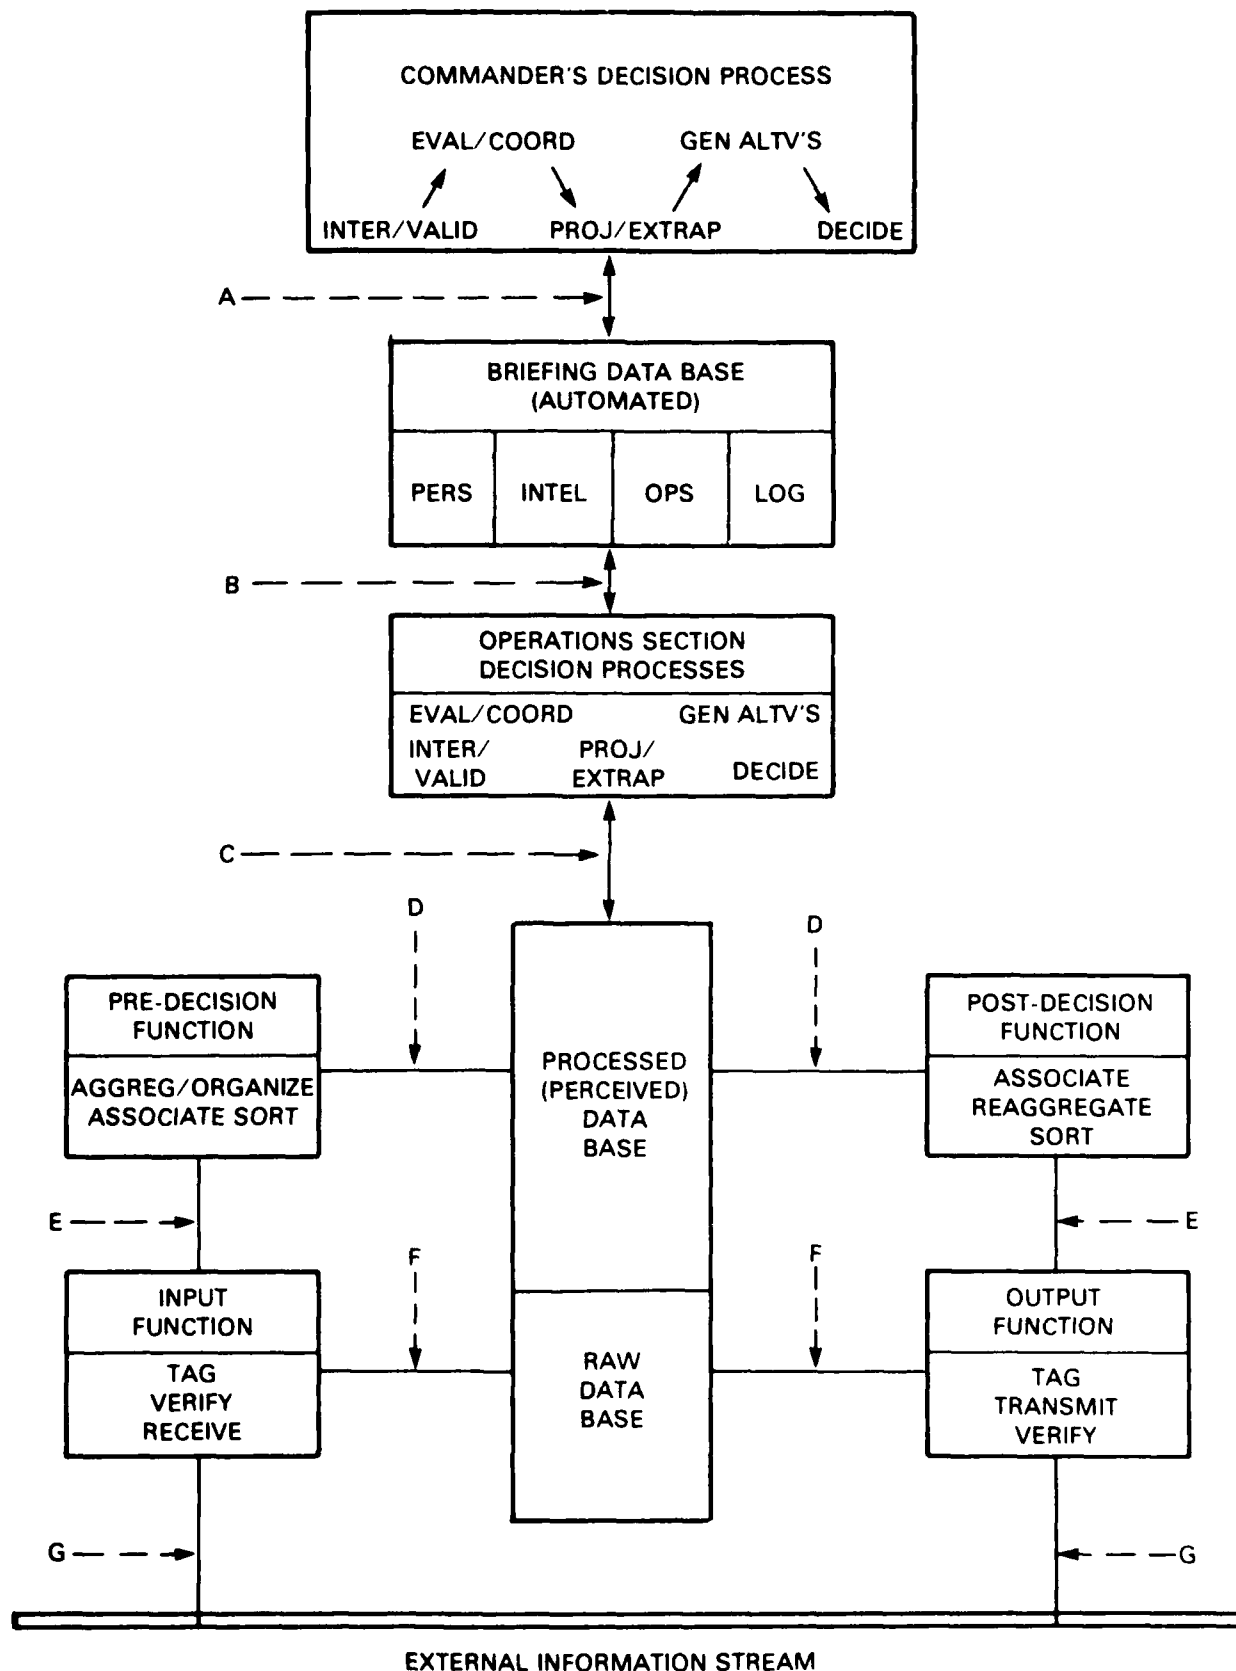 COMMANDER'S DECISION PROCESS
EVAL/COORD GEN ALTV'S
INTER/VALID PROJ/EXTRAP DECIDE
A
BRIEFING DATA BASE
(AUTOMATED)
PERS INTEL OPS LOG
B
OPERATIONS SECTION
DECISION PROCESSES
EVAL/COORD GEN ALTV'S
INTER/
VALID
PROJ/
EXTRAP
DECIDE
C
D
D
PRE-DECISION
FUNCTION
AGGREG/ORGANIZE
ASSOCIATE SORT
PROCESSED
(PERCEIVED)
DATA
BASE
POST-DECISION
FUNCTION
ASSOCIATE
REAGGREGATE
SORT
E
E
F
F
INPUT
FUNCTION
TAG
VERIFY
RECEIVE
RAW
DATA
BASE
OUTPUT
FUNCTION
TAG
TRANSMIT
VERIFY
G
G
EXTERNAL INFORMATION STREAM